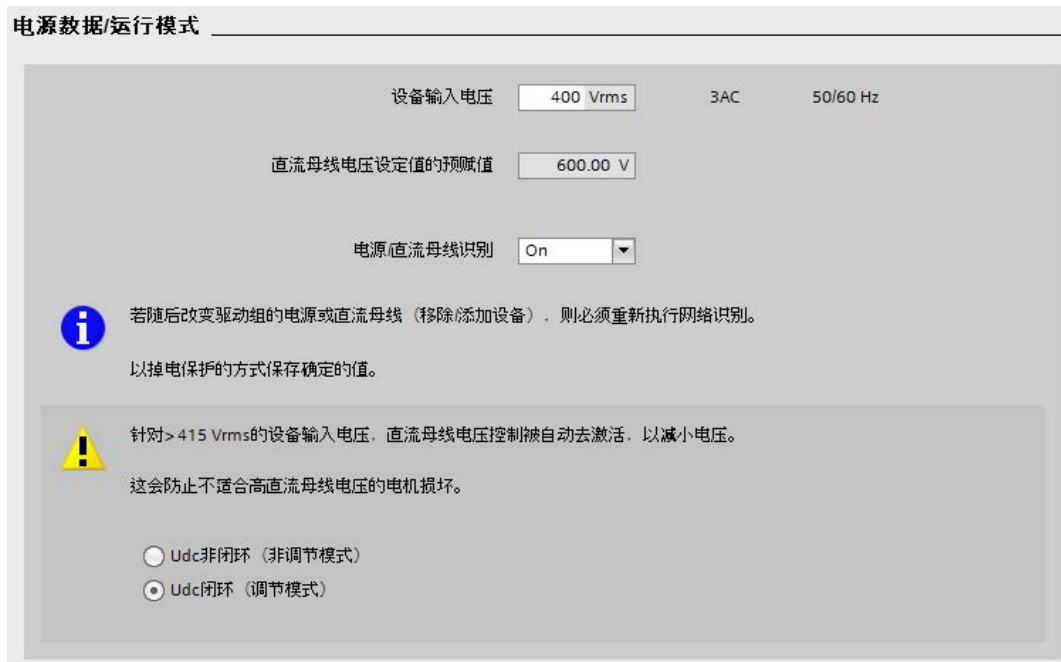 电源数据/运行模式
设备输入电压 400 Vrms 3AC 50/60 Hz
直流母线电压设定值的预赋值 600.00 V
电源/直流母线识别 On
若随后改变驱动组的电源或直流母线（移除/添加设备），则必须重新执行网络识别。
以掉电保护的方式保存确定的值。
针对> 415 Vrms的设备输入电压，直流母线电压控制被自动去激活，以减小电压。
这会防止不适合高直流母线电压的电机损坏。
Udc非闭环（非调节模式）
Udc闭环（调节模式）